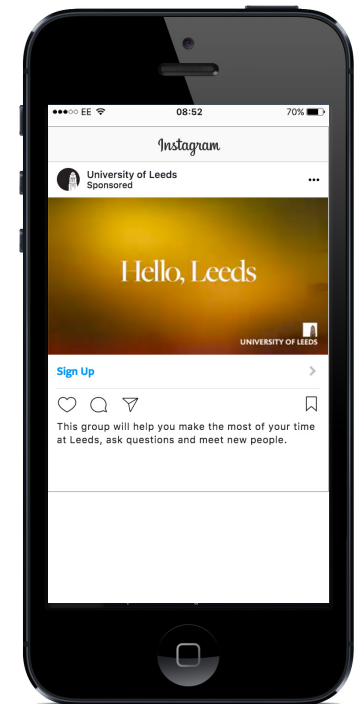 EE 08:52 70%
Instagram
University of Leeds
Sponsored
Hello, Leeds
UNIVERSITY OF LEEDS
Sign Up
This group will help you make the most of your time
at Leeds, ask questions and meet new people.